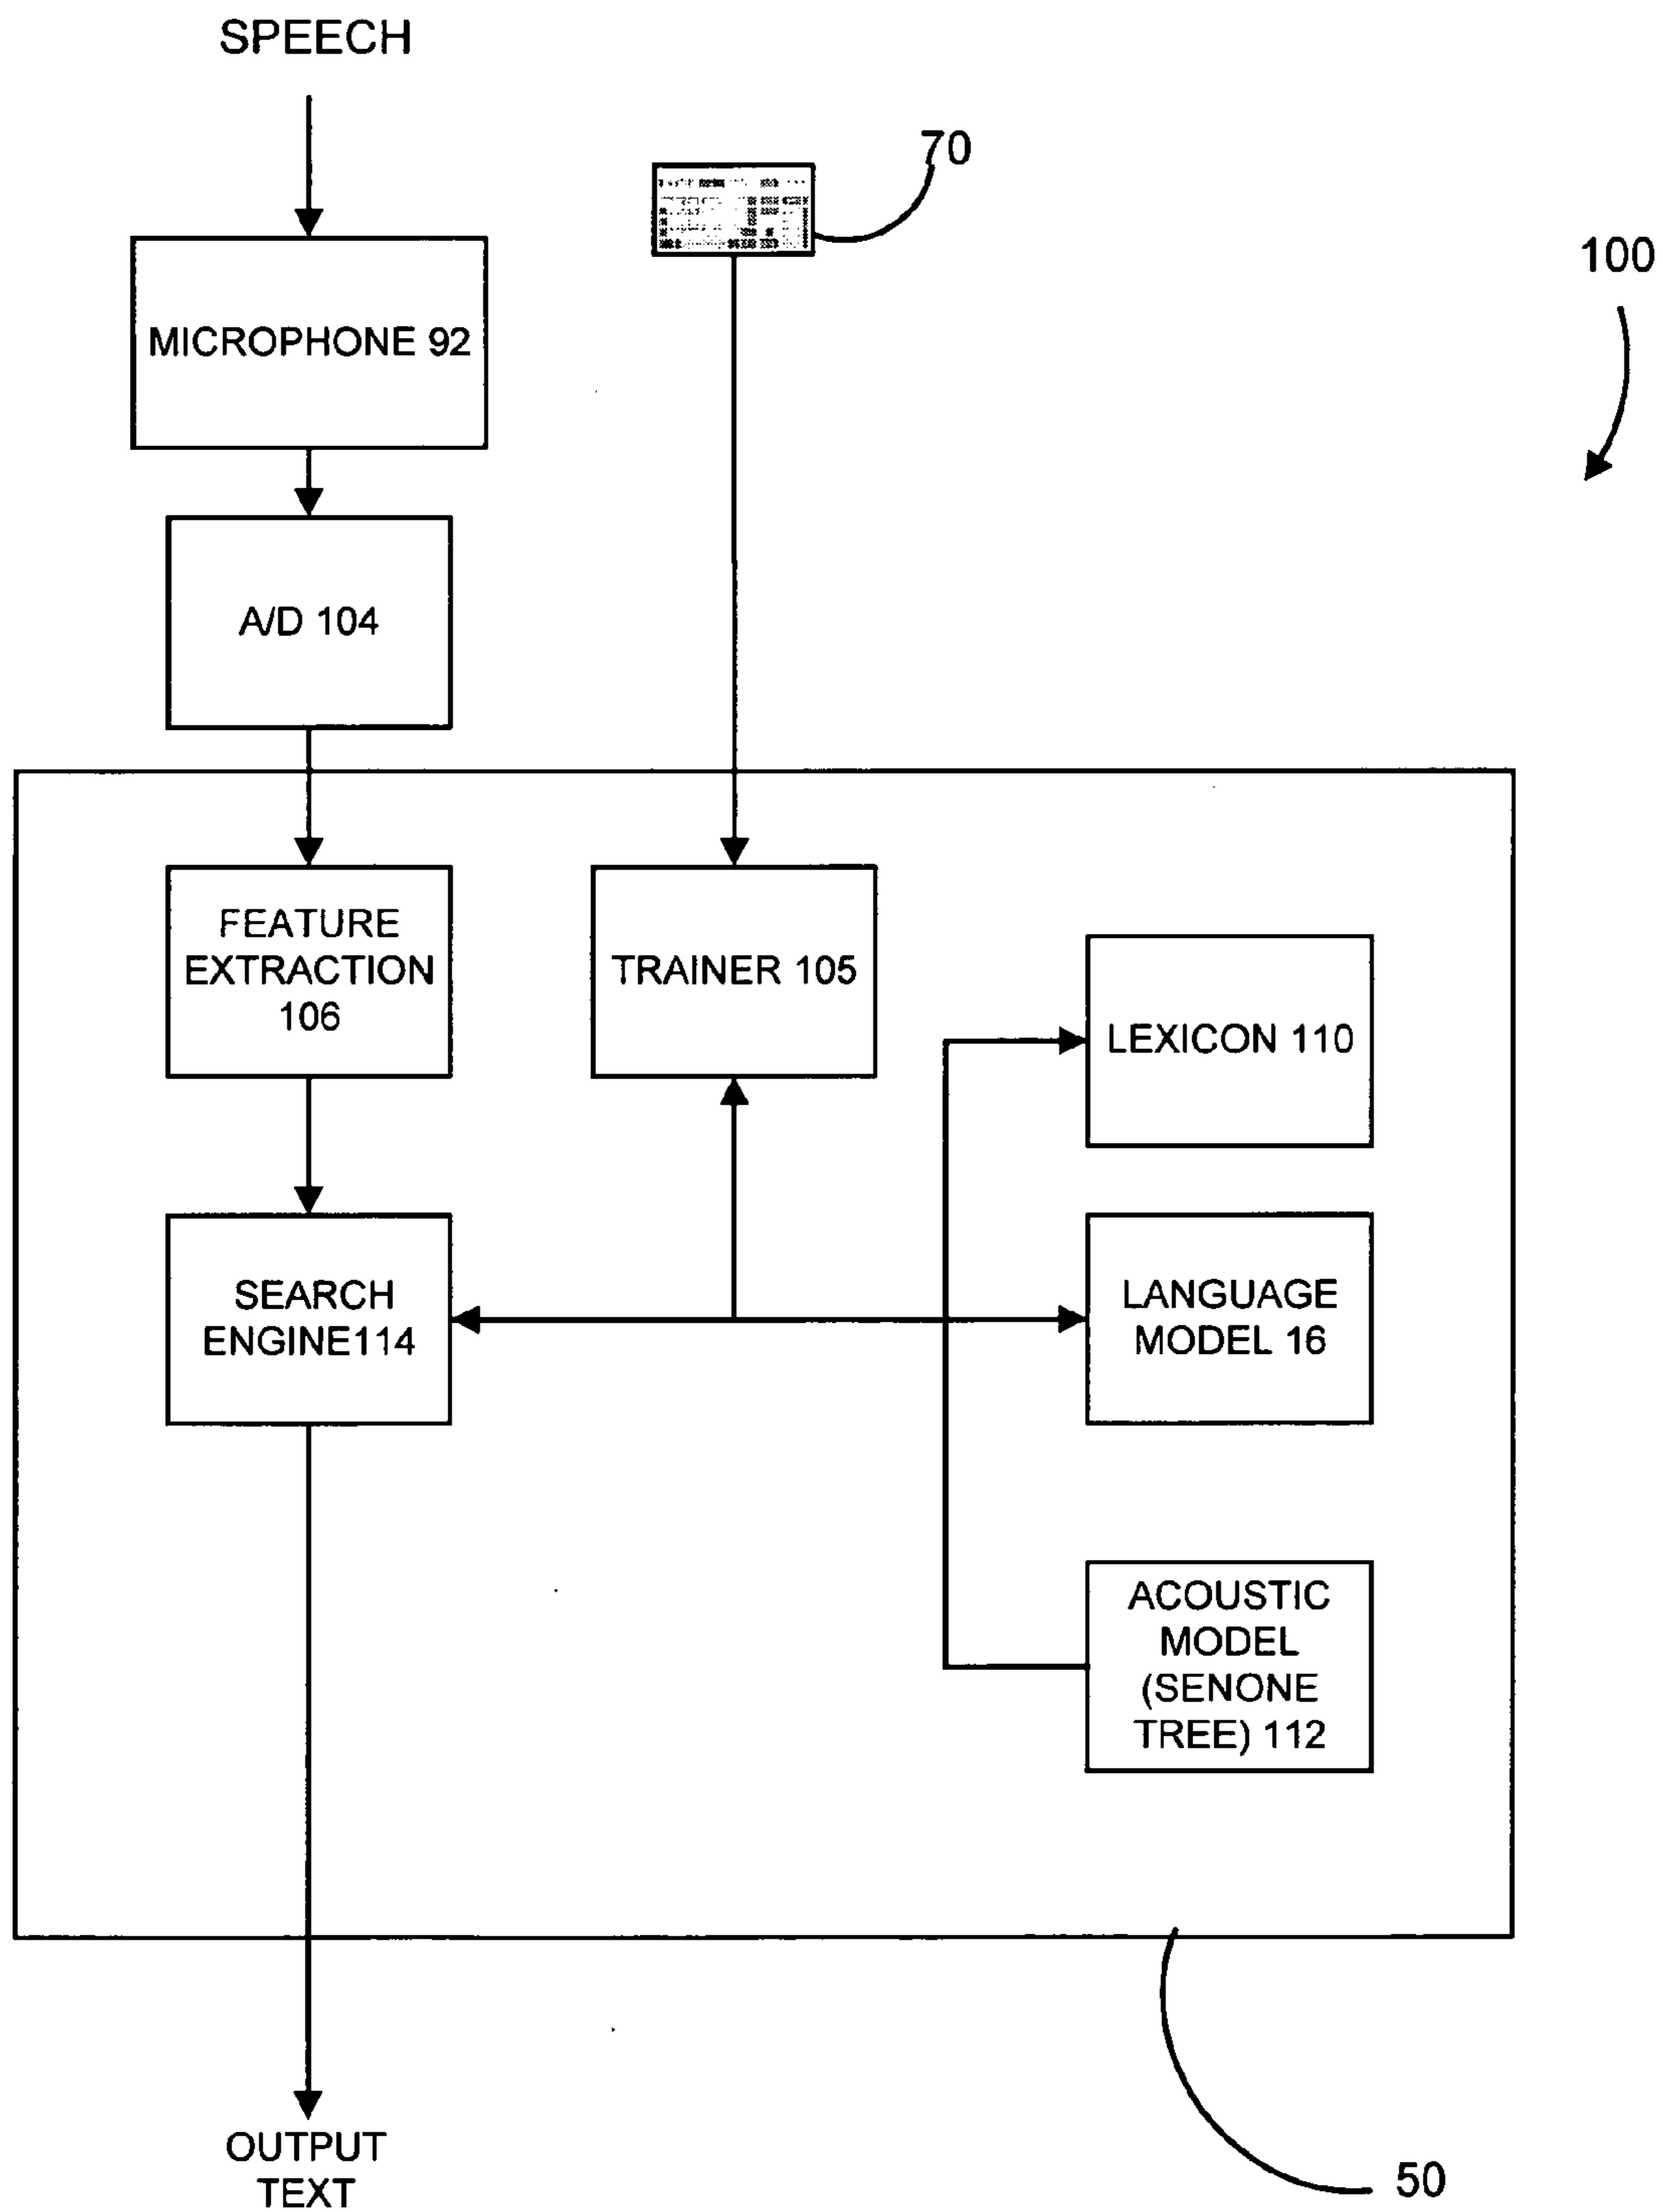 SPEECH
70
100
MICROPHONE 92
A/D 104
FEATURE
EXTRACTION
106
TRAINER 105
LEXICON 110
SEARCH
ENGINE114
LANGUAGE
MODEL 16
ACOUSTIC
MODEL
(SENONE
TREE) 112
OUTPUT
TEXT
50